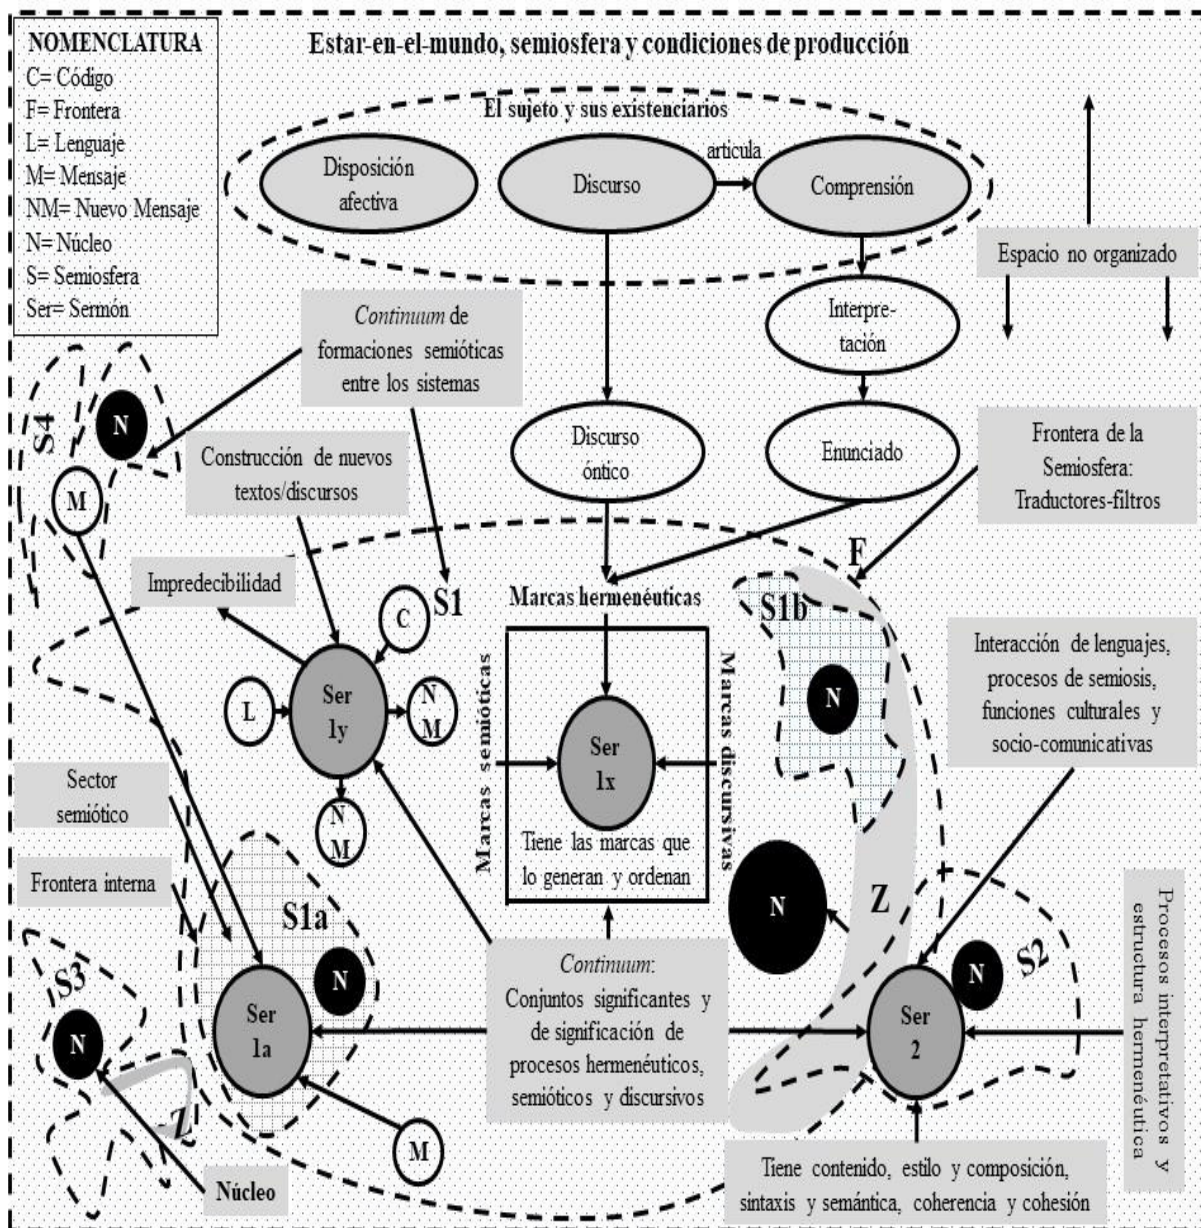 NOMENCLATURA
C= Código
F= Frontera
L= Lenguaje
M= Mensaje
NM= Nuevo Mensaje
N= Núcleo
S= Semiosfera
Ser= Sermón
Estar-en-el-mundo, semiosfera y condiciones de producción
El sujeto y sus existenciarios
Disposición
afectiva
Discurso
articula
Comprensión
Espacio no organizado
Interpre-
tación
Continuum de
formaciones semióticas
entre los sistemas
Discurso
óntico
Enunciado
Frontera de la
Semiosfera:
Traductores-filtros
S4
N
M
Construcción de nuevos
textos/discursos
Impredecibilidad
S1
C
L
Ser
1y
N
M
N
M
Marcas hermenéuticas
Marcas semióticas
Marcas discursivas
Ser
1x
Tiene las marcas que
lo generan y ordenan
F
S1b
N
Interacción de lenguajes,
procesos de semiosis,
funciones culturales y
socio-comunicativas
Sector
semiótico
Frontera interna
S1a
N
Ser
1a
N
Z
S3
N
Z
Núcleo
M
Continuum:
Conjuntos significantes y
de significación de
procesos hermenéuticos,
semióticos y discursivos
N
S2
Ser
2
Procesos interpretativos y
estructura hermenéutica
Tiene contenido, estilo y composición,
sintaxis y semántica, coherencia y cohesión